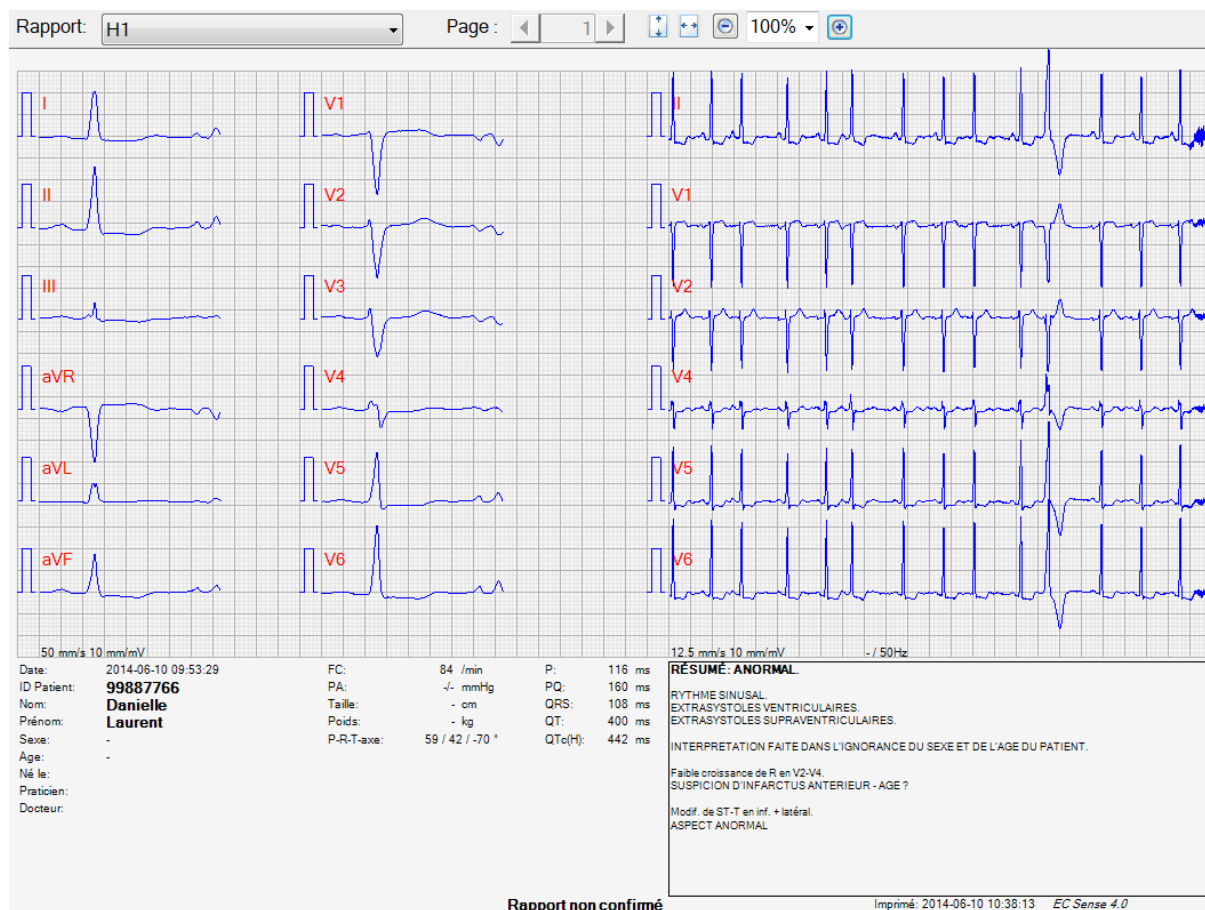 Rapport: H1 Page : 1 100%
I V1 II
II V2 V1
III V3 V2
aVR V4 V4
aVL V5 V5
aVF V6 V6
50 mm/s 10 mm/mV 12.5 mm/s 10 mm/mV - / 50Hz
Date: 2014-06-10 09:53:29 FC: 84 /min P: 116 ms
ID Patient: 99887766 PA: -/- mmHg PQ: 160 ms
Nom: Danielle Taille: - cm QRS: 108 ms
Prénom: Laurent Poids: - kg QT: 400 ms
Sexe: - P-R-T-axe: 59 / 42 / -70 ° QTc(H): 442 ms
Age: -
Né le:
Praticien:
Docteur:
RÉSUMÉ: ANORMAL.
RYTHME SINUSAL.
EXTRASYSTOLES VENTRICULAIRES.
EXTRASYSTOLES SUPRAVENTRICULAIRES.
INTERPRETATION FAITE DANS L'IGNORANCE DU SEXE ET DE L'AGE DU PATIENT.
Faible croissance de R en V2-V4.
SUSPICION D'INFARCTUS ANTERIEUR - AGE ?
Modif. de ST-T en inf. + latéral.
ASPECT ANORMAL
Rapport non confirmé Imprimé: 2014-06-10 10:38:13 EC Sense 4.0